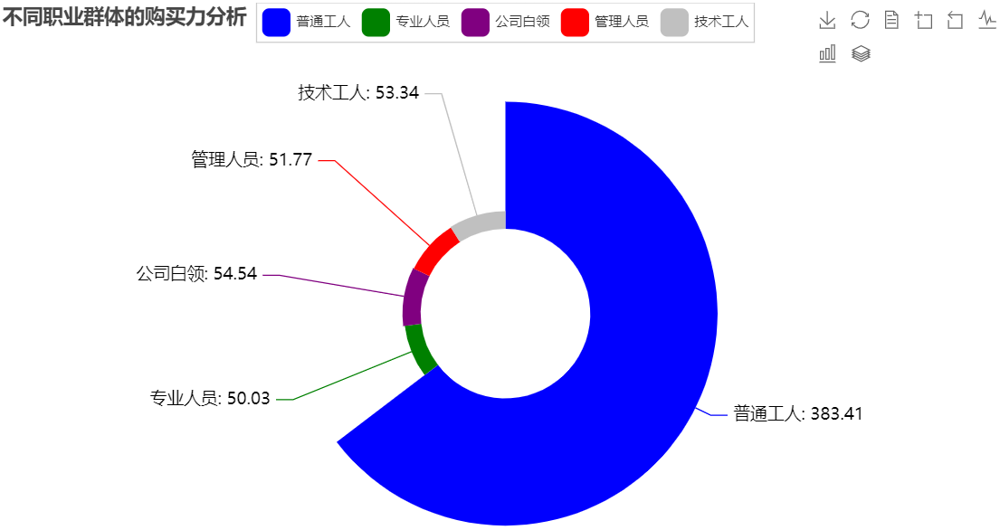 不同职业群体的购买力分析
普通工人 专业人员 公司白领 管理人员 技术工人
技术工人: 53.34
管理人员: 51.77
公司白领: 54.54
专业人员: 50.03
普通工人: 383.41